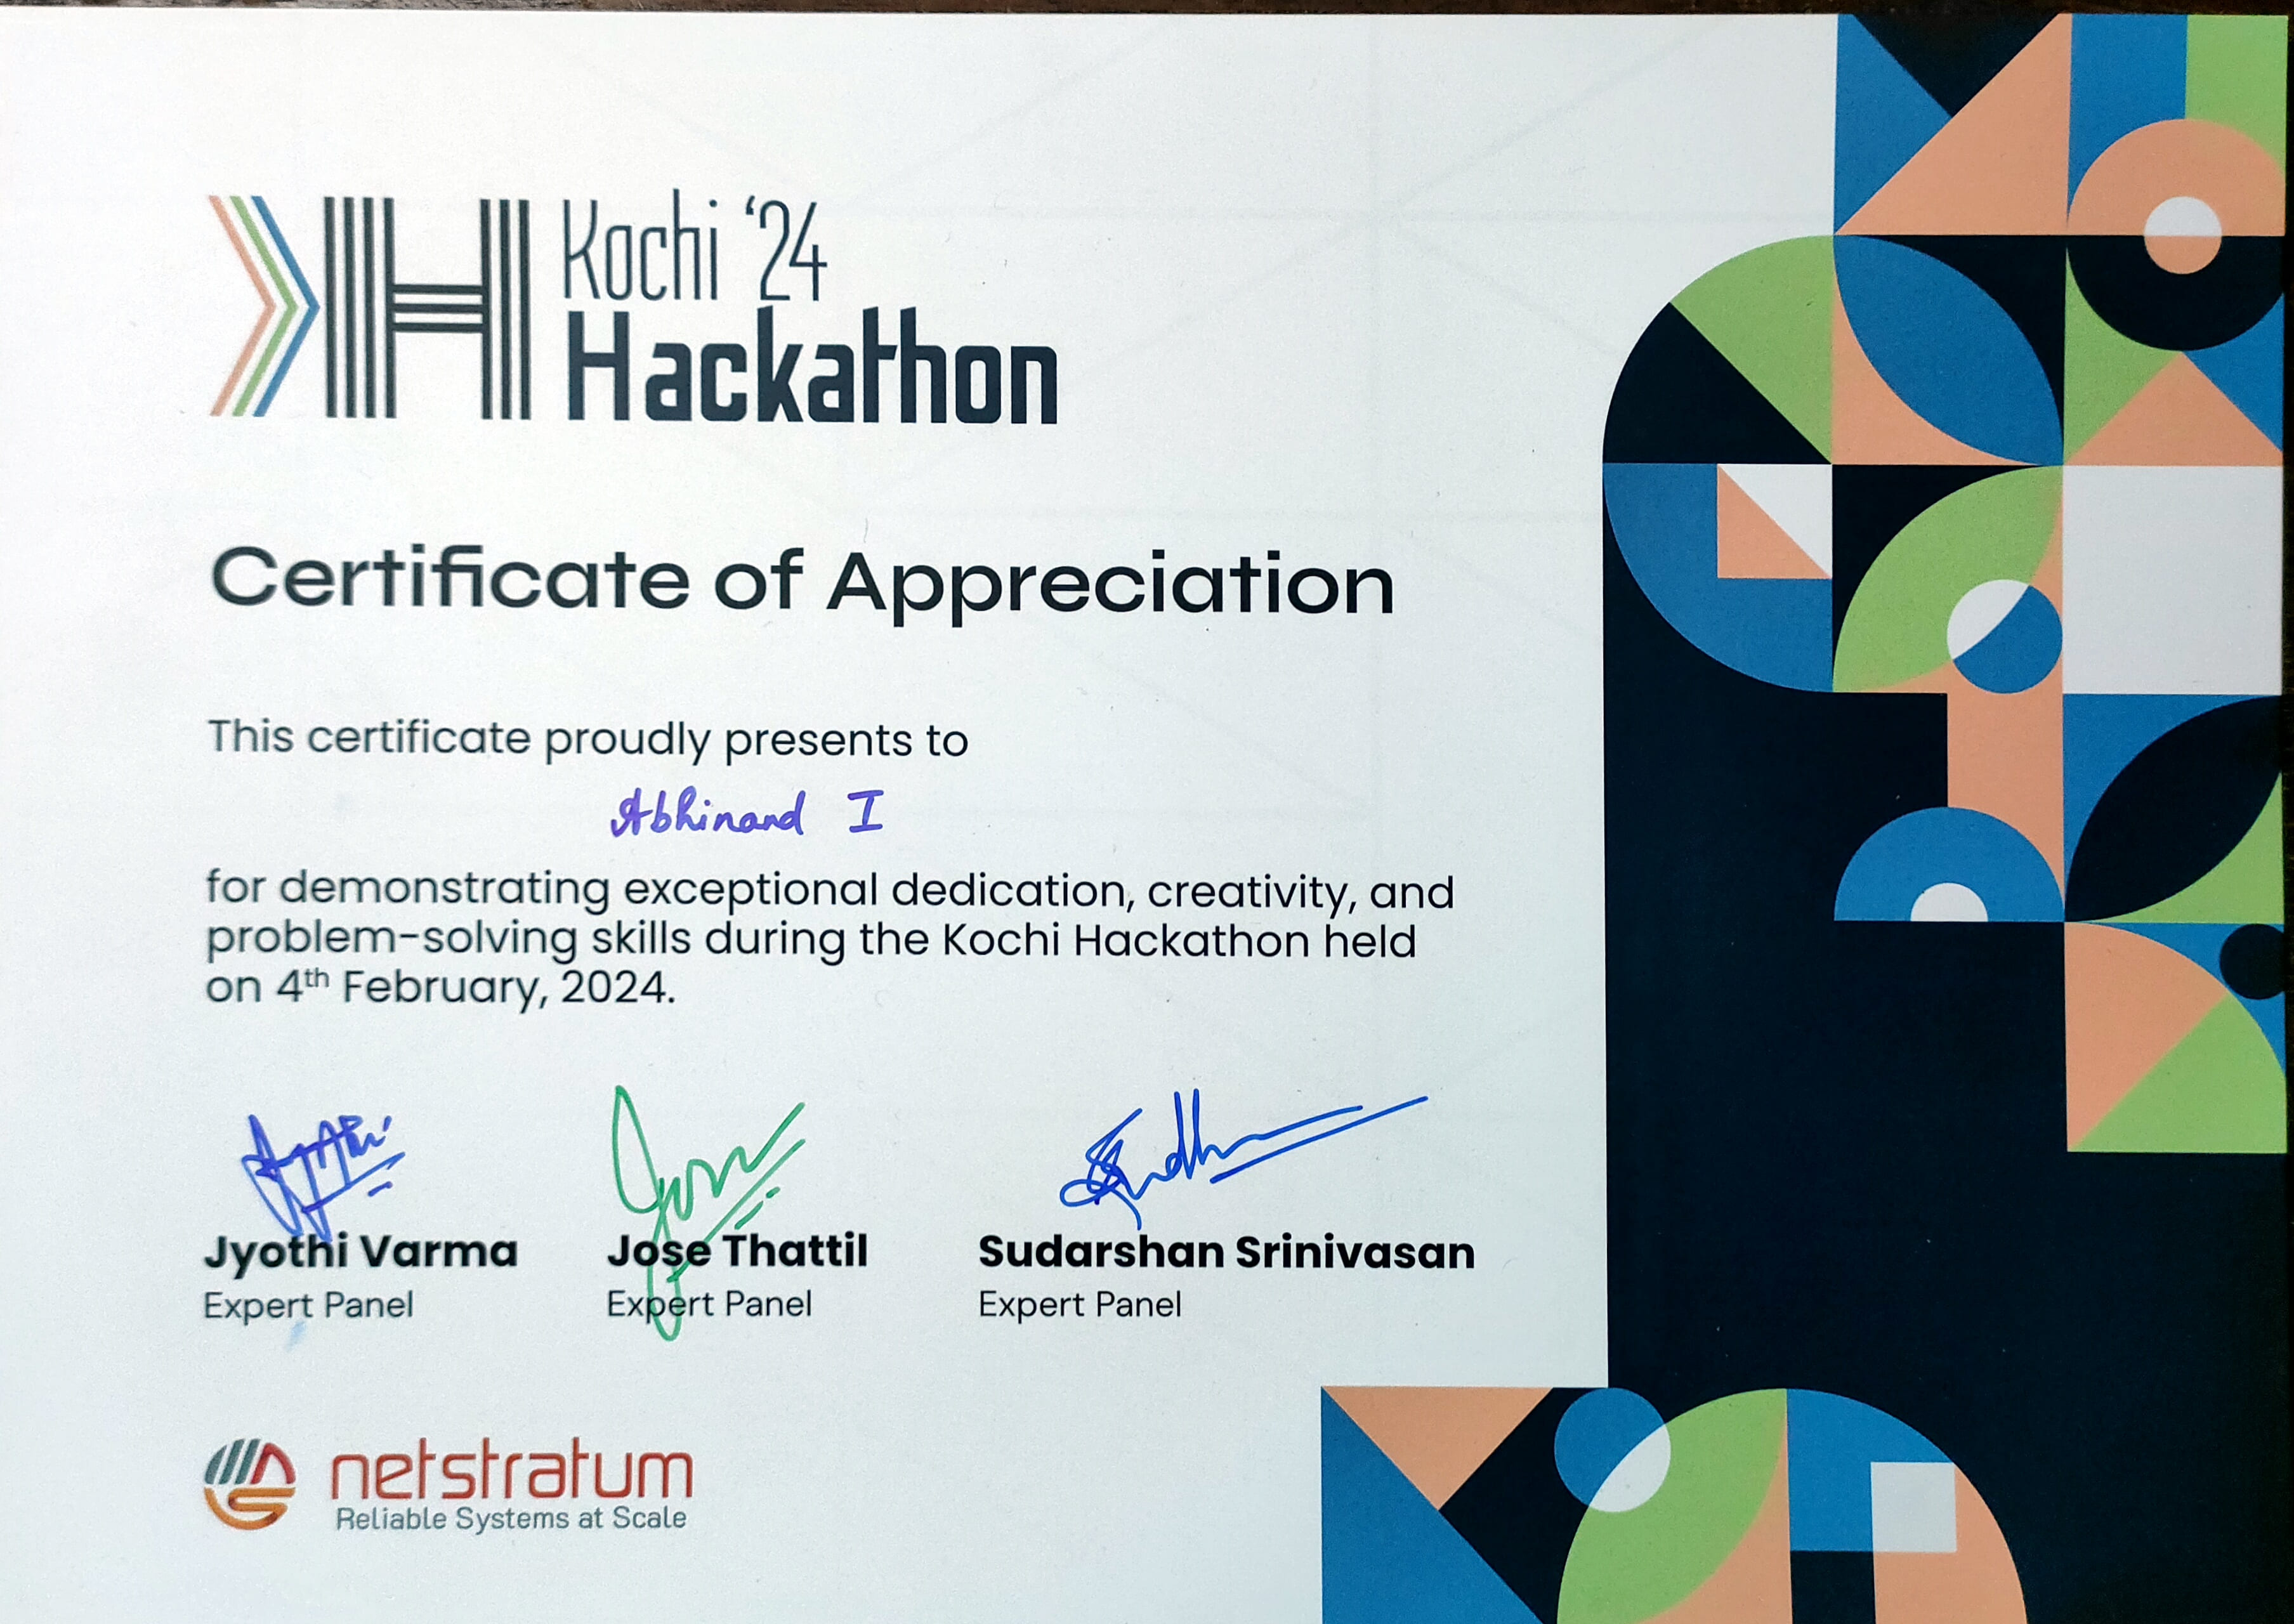 Kochi ‘24
Hackathon
Certificate of Appreciation
This certificate proudly presents to
Abhinand I
for demonstrating exceptional dedication, creativity, and
problem-solving skills during the Kochi Hackathon held
on 4th February, 2024.
Jyothi Varma
Expert Panel
Jose Thattil
Expert Panel
Sudarshan Srinivasan
Expert Panel
netstratum
Reliable Systems at Scale